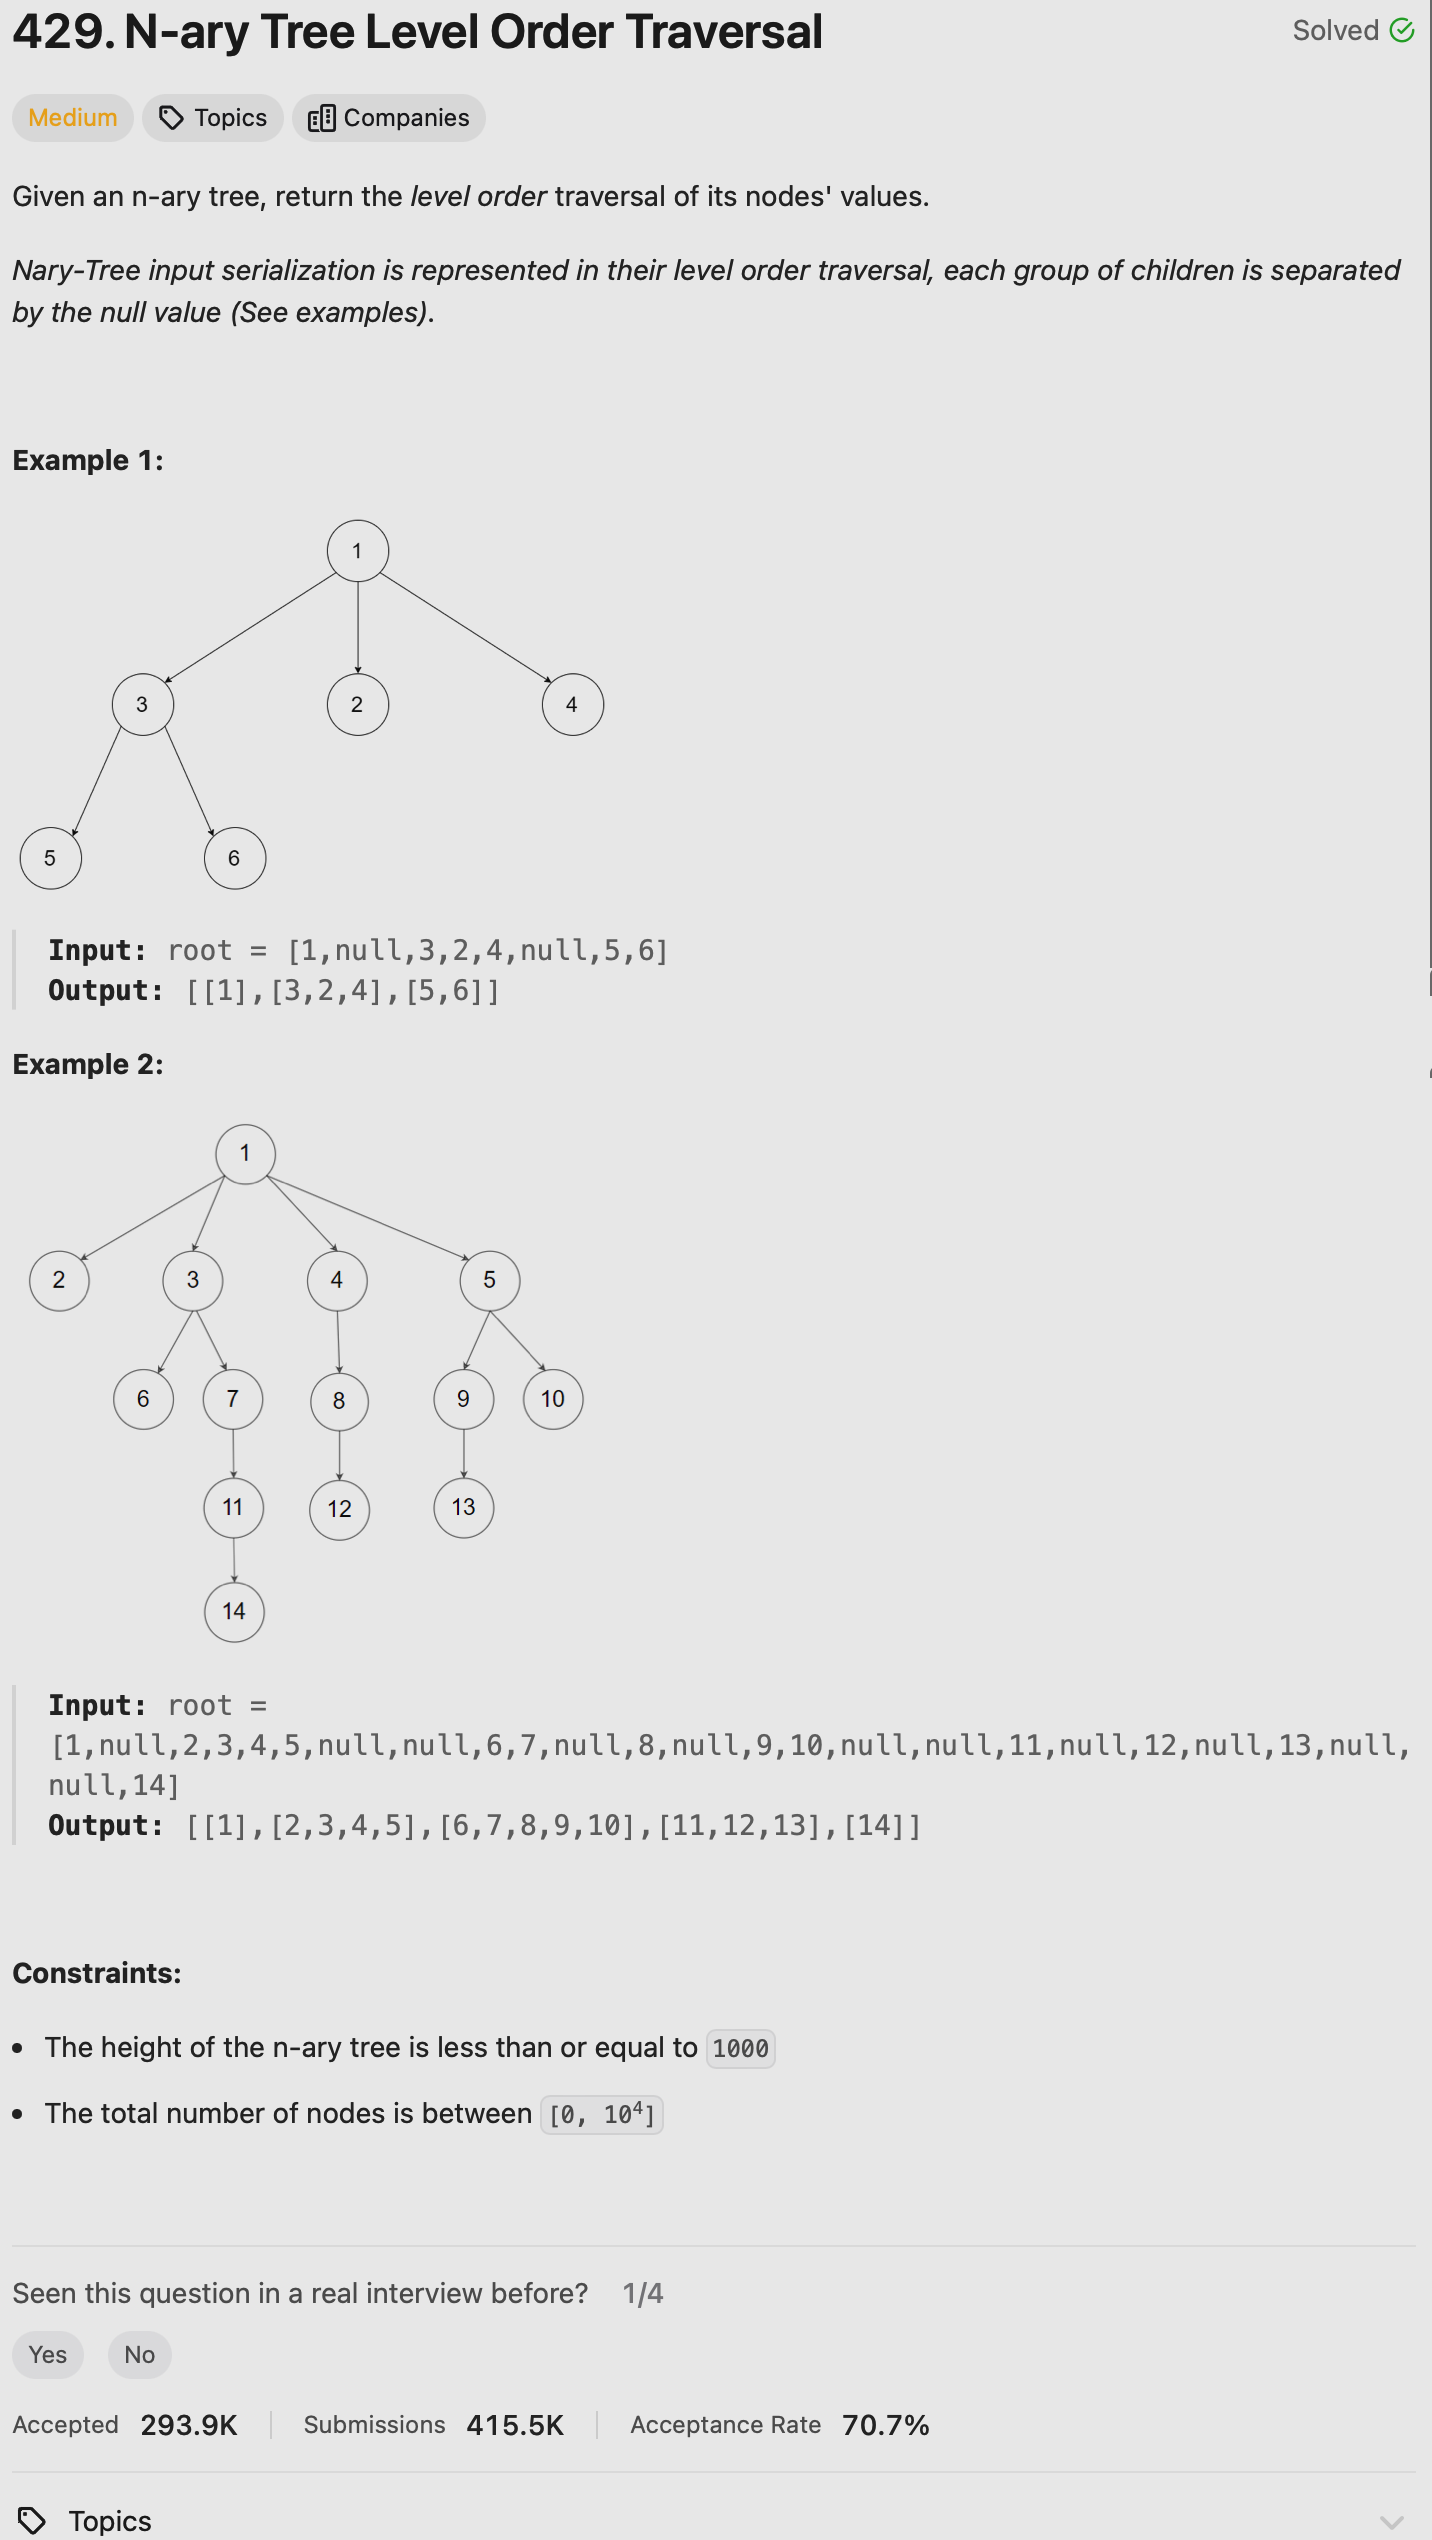 429. N-ary Tree Level Order Traversal
Solved
Medium
Topics
Companies
Given an n-ary tree, return the level order traversal of its nodes' values.
Nary-Tree input serialization is represented in their level order traversal, each group of children is separated
by the null value (See examples).
Example 1:
1
3
2
4
5
6
Input: root = [1,null,3,2,4,null,5,6]
Output: [[1],[3,2,4],[5,6]]
Example 2:
1
2
3
4
5
6
7
8
9
10
11
12
13
14
Input: root =
[1,null,2,3,4,5,null,null,6,7,null,8,null,9,10,null,null,11,null,12,null,13,null,
null,14]
Output: [[1],[2,3,4,5],[6,7,8,9,10],[11,12,13],[14]]
Constraints:
• The height of the n-ary tree is less than or equal to 1000
• The total number of nodes is between [0, 10⁴]
Seen this question in a real interview before? 1/4
Yes
No
Accepted 293.9K
Submissions 415.5K
Acceptance Rate 70.7%
Topics